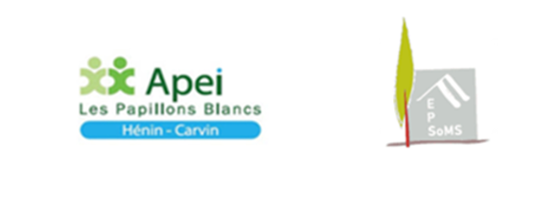 Apei
Les Papillons Blancs
Hénin - Carvin
E
P
SoMS